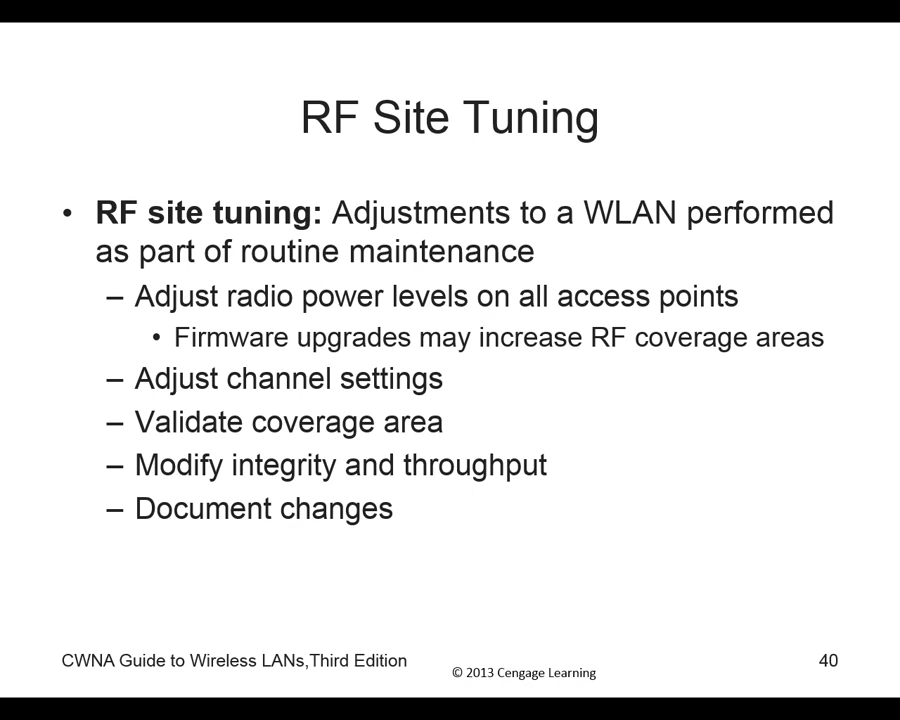 RF Site Tuning
• RF site tuning: Adjustments to a WLAN performed
as part of routine maintenance
– Adjust radio power levels on all access points
• Firmware upgrades may increase RF coverage areas
– Adjust channel settings
– Validate coverage area
– Modify integrity and throughput
– Document changes
CWNA Guide to Wireless LANs,Third Edition
© 2013 Cengage Learning
40